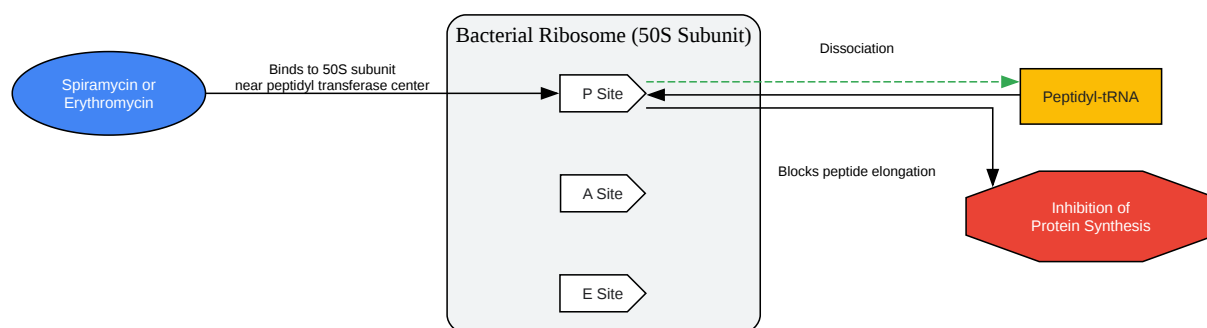 Bacterial Ribosome (50S Subunit)
Dissociation
Binds to 50S subunit
near peptidyl transferase center
Spiramycin or
Erythromycin
P Site
Peptidyl-tRNA
Blocks peptide elongation
A Site
Inhibition of
Protein Synthesis
E Site